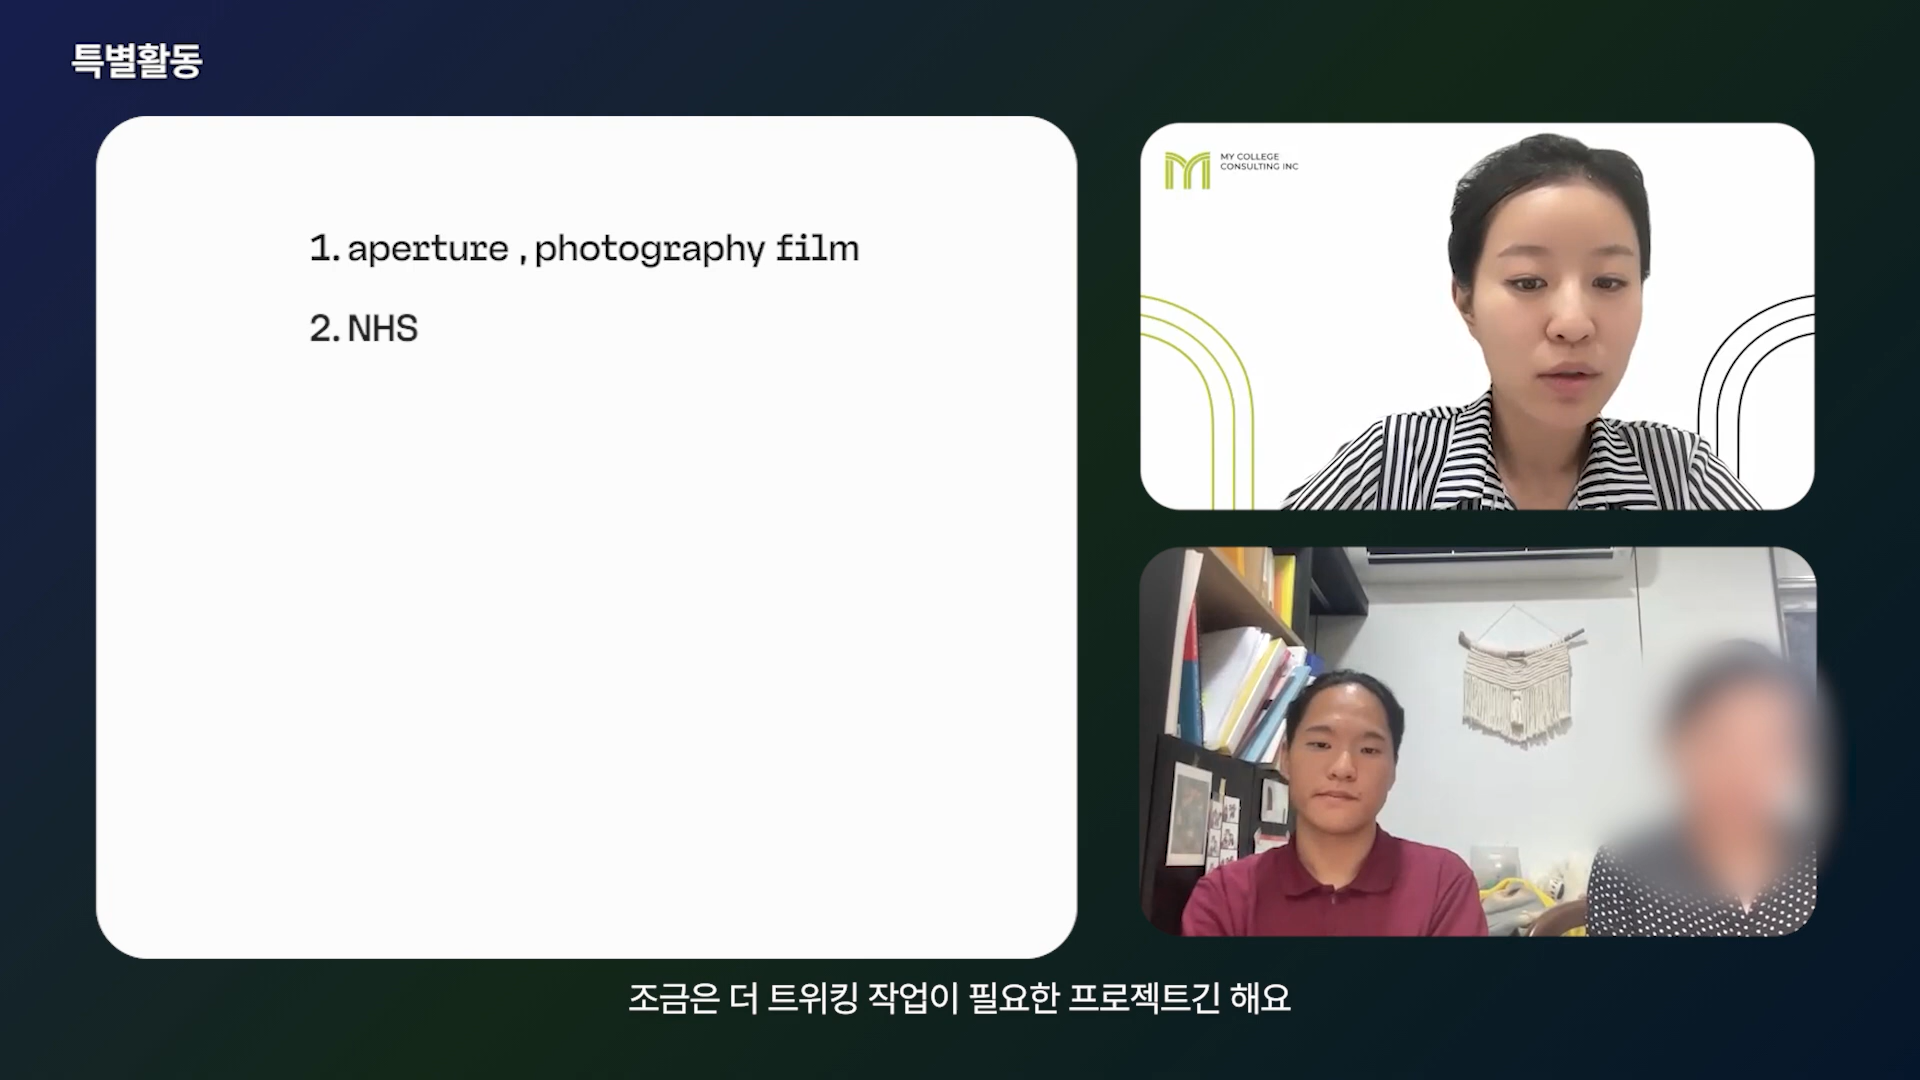 특별활동
1. aperture , photography film
2. NHS
MY COLLEGE
CONSULTING INC
조금은 더 트위킹 작업이 필요한 프로젝트긴 해요